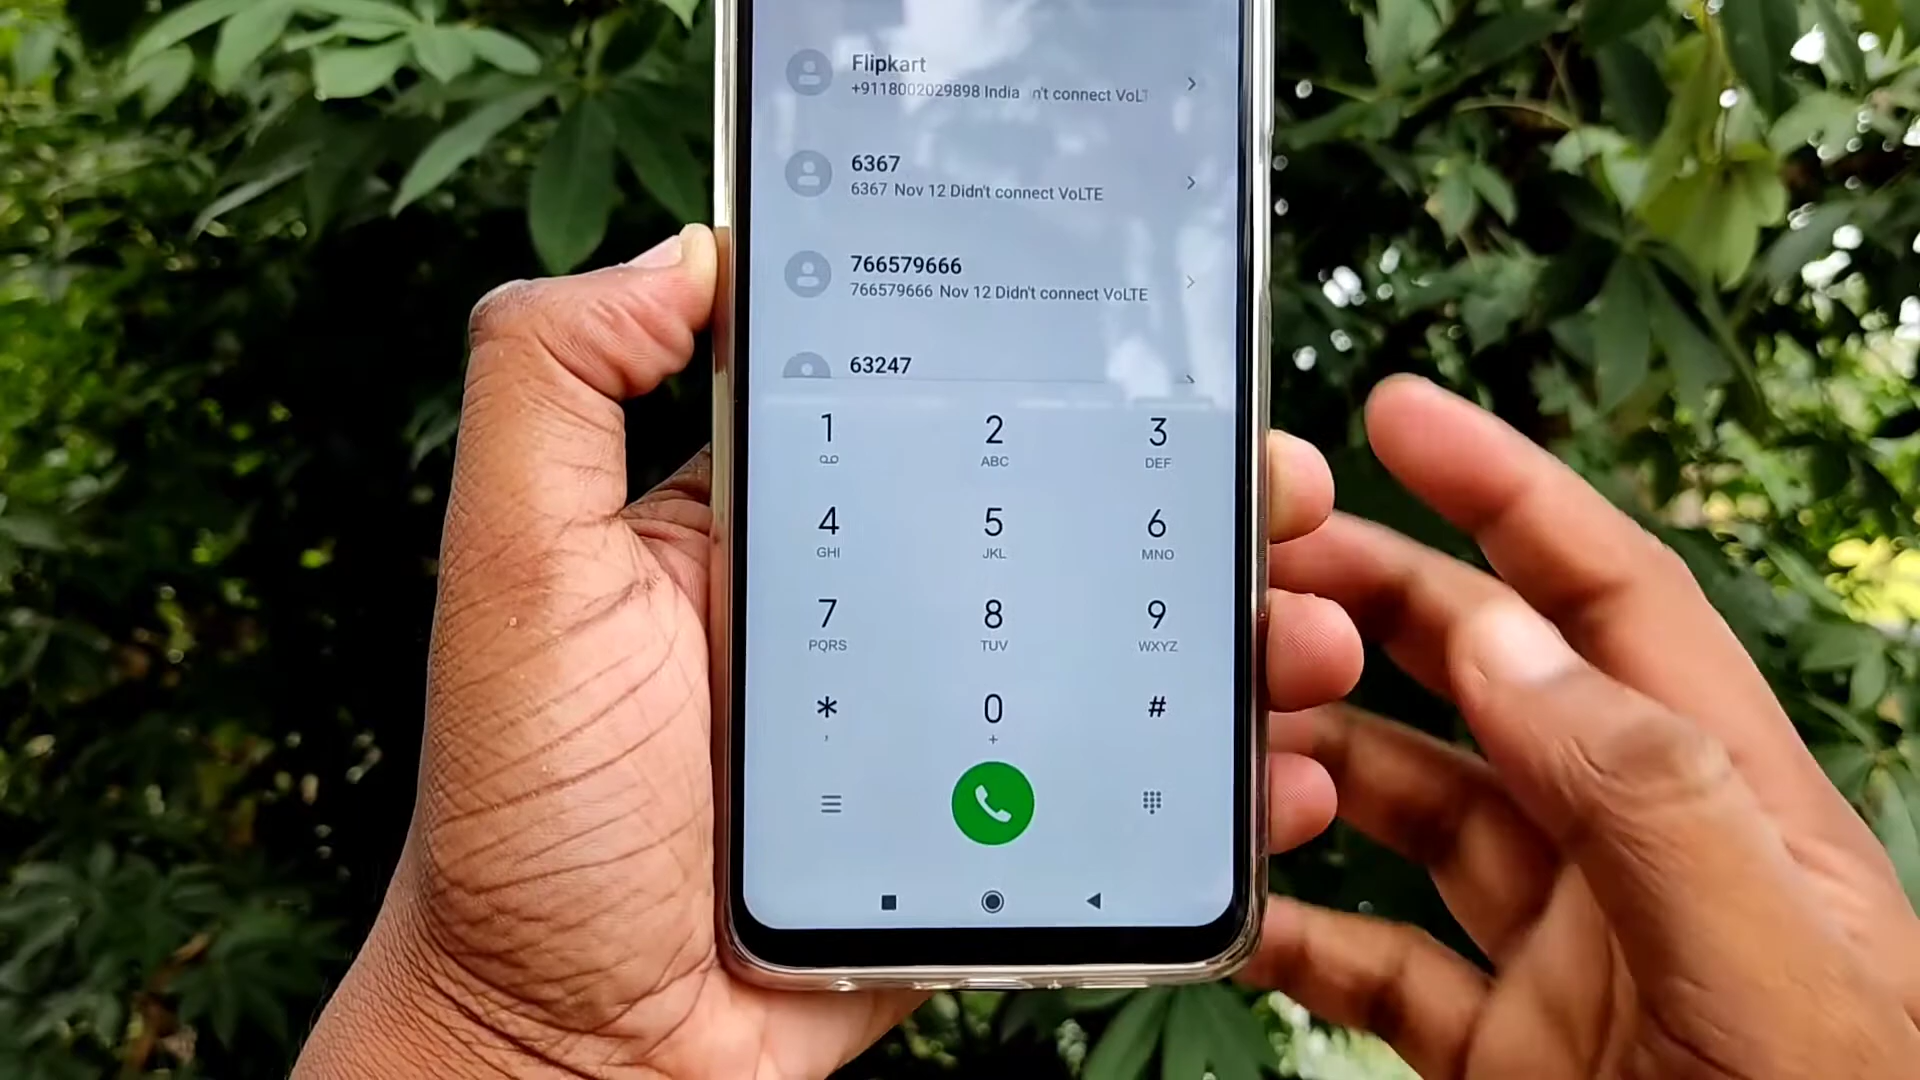 Flipkart
+9118002029898 India n't connect VoLT
6367
6367 Nov 12 Didn't connect VoLTE
766579666
766579666 Nov 12 Didn't connect VoLTE
63247
1 2 3
ABC DEF
4 5 6
GHI JKL MNO
7 8 9
PQRS TUV WXYZ
* 0 #
, +